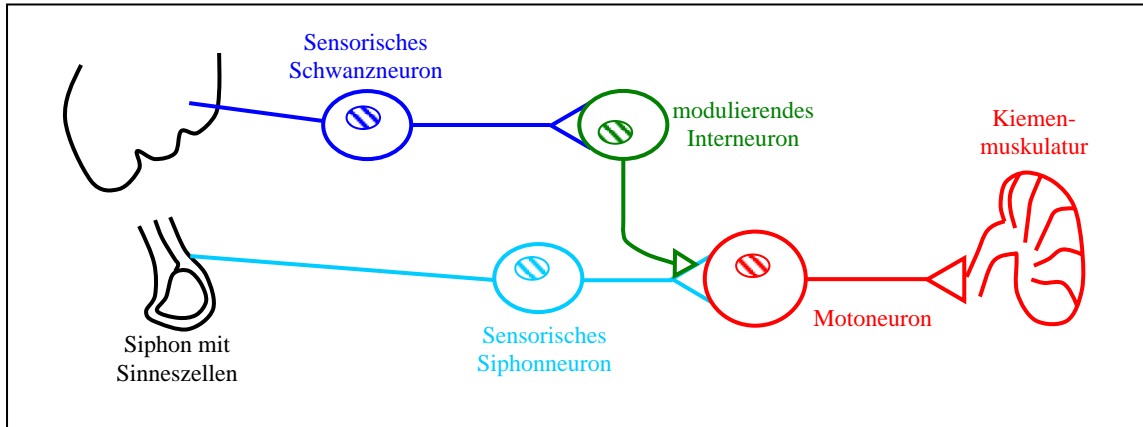 Sensorisches
Schwanzneuron
modulierendes
Interneuron
Kiemen-
muskulatur
Siphon mit
Sinneszellen
Sensorisches
Siphonneuron
Motoneuron